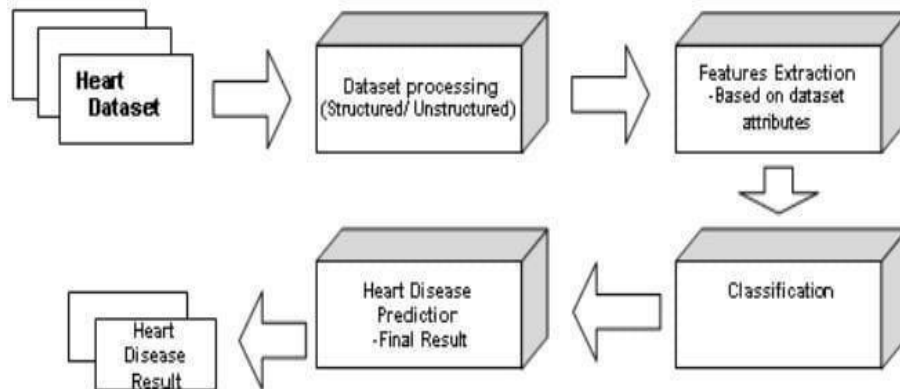 Heart
Dataset
Dataset processing
(Structured/ Unstructured)
Features Extraction
-Based on dataset
attributes
Classification
Heart Disease
Prediction
-Final Result
Heart
Disease
Result